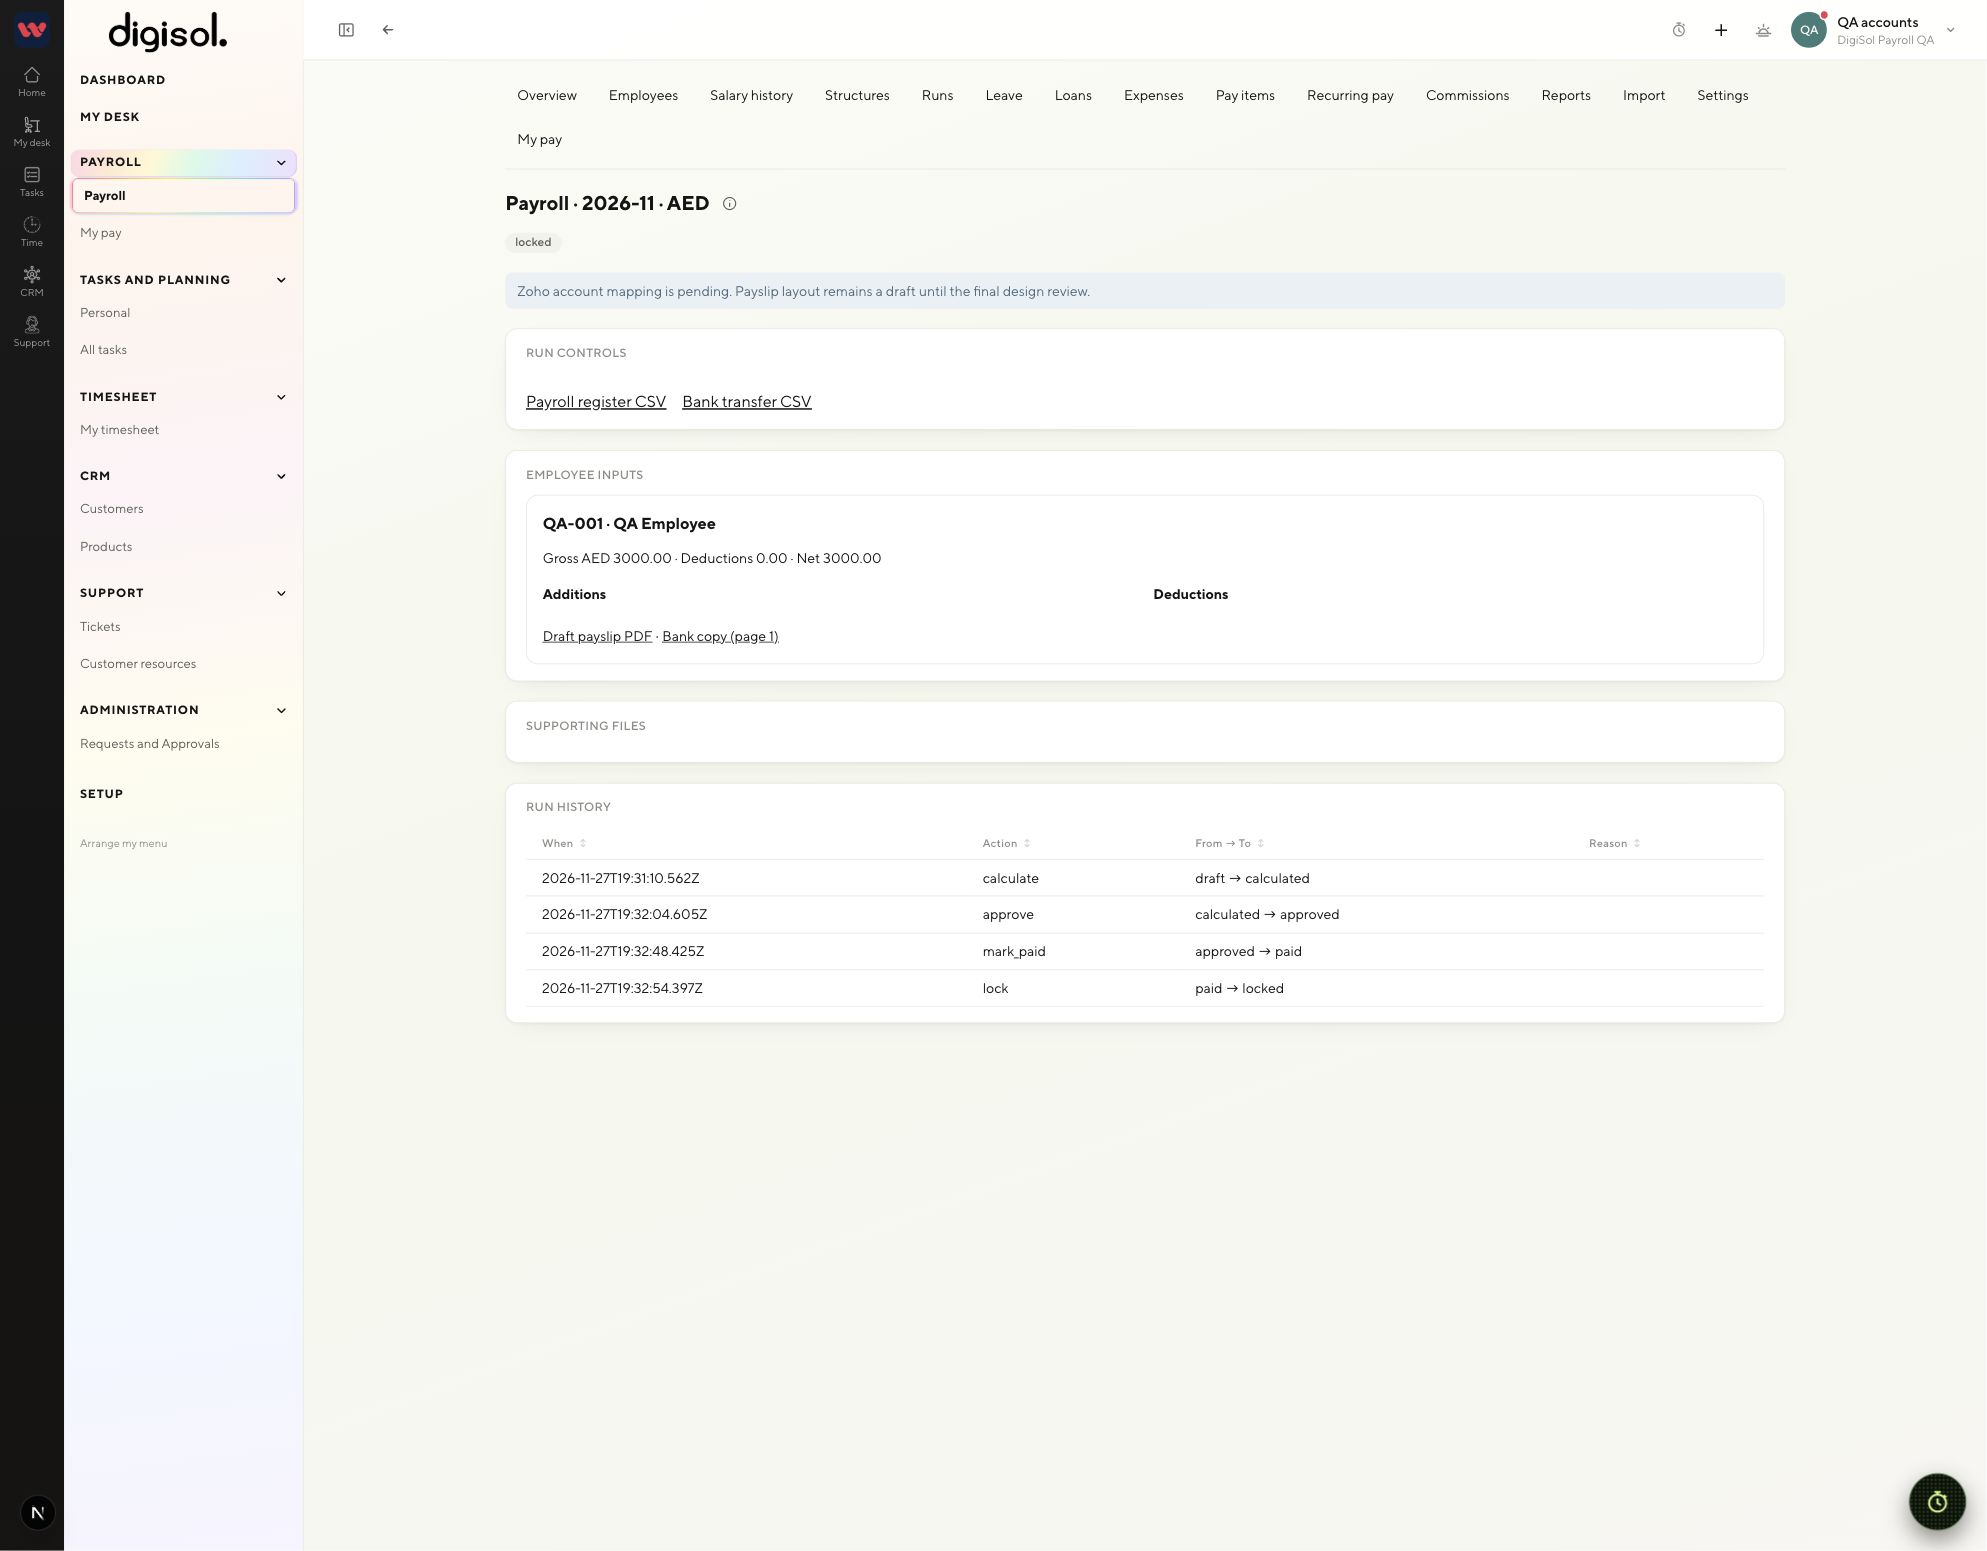 digisol.
QA accounts
QA
DigiSol Payroll QA
Home
My desk
Tasks
Time
CRM
Support
DASHBOARD
MY DESK
PAYROLL
Payroll
My pay
TASKS AND PLANNING
Personal
All tasks
TIMESHEET
My timesheet
CRM
Customers
Products
SUPPORT
Tickets
Customer resources
ADMINISTRATION
Requests and Approvals
SETUP
Arrange my menu
N
Overview Employees Salary history Structures Runs Leave Loans Expenses Pay items Recurring pay Commissions Reports Import Settings
My pay
Payroll · 2026-11 · AED
locked
Zoho account mapping is pending. Payslip layout remains a draft until the final design review.
RUN CONTROLS
Payroll register CSV Bank transfer CSV
EMPLOYEE INPUTS
QA-001 · QA Employee
Gross AED 3000.00 · Deductions 0.00 · Net 3000.00
Additions Deductions
Draft payslip PDF · Bank copy (page 1)
SUPPORTING FILES
RUN HISTORY
When Action From → To Reason
2026-11-27T19:31:10.562Z calculate draft → calculated
2026-11-27T19:32:04.605Z approve calculated → approved
2026-11-27T19:32:48.425Z mark_paid approved → paid
2026-11-27T19:32:54.397Z lock paid → locked